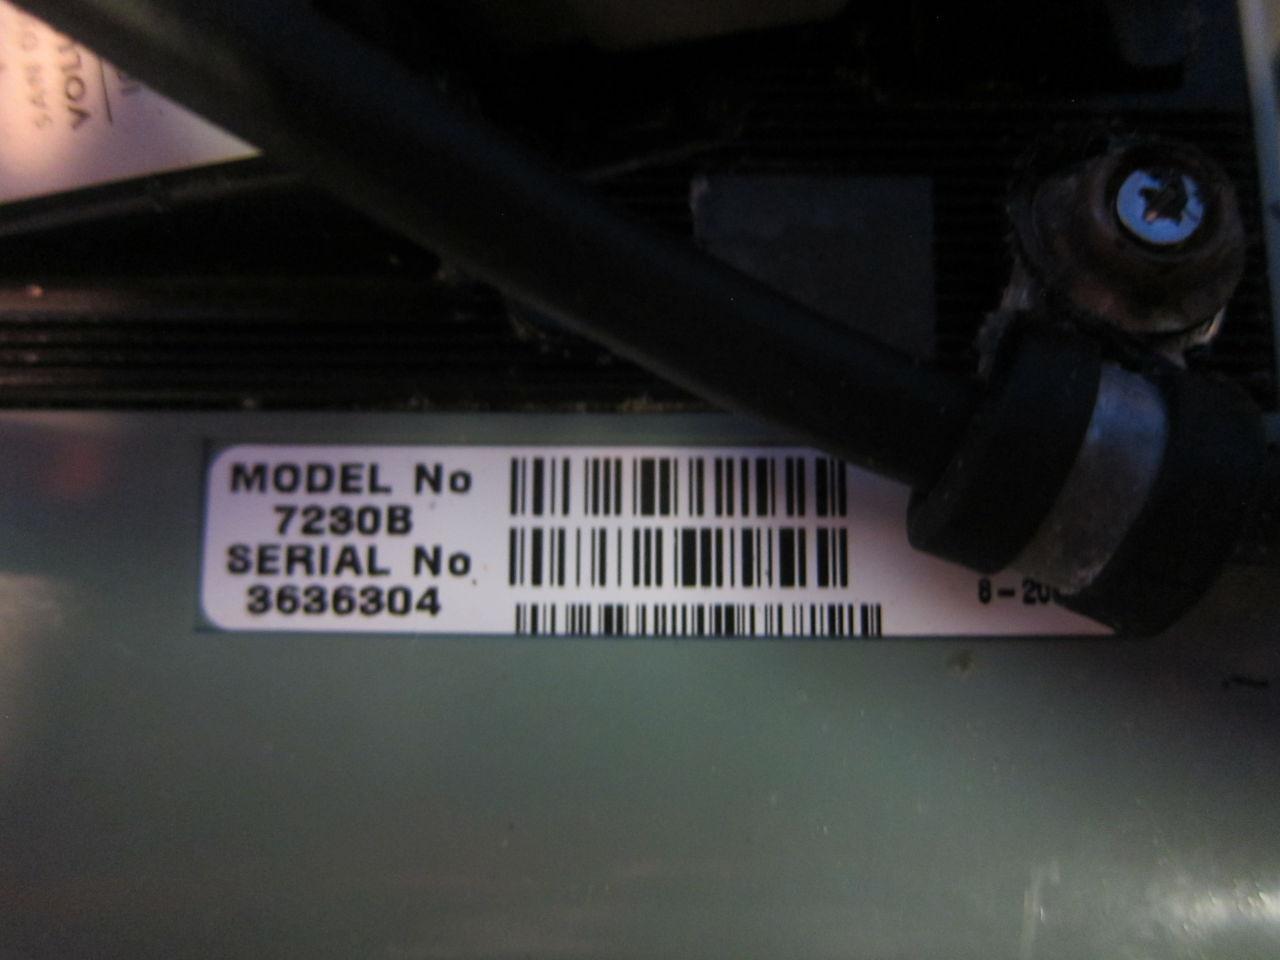 MODEL No
7230B
SERIAL No
3636304